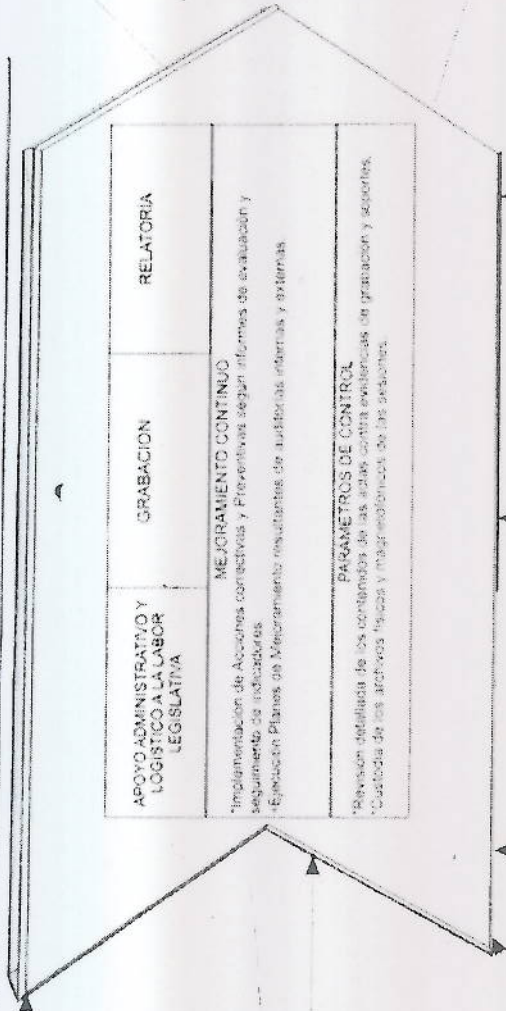 APOYO ADMINISTRATIVO Y
LOGISTICO A LA LABOR
LEGISLATIVA
GRABACION
RELATORIA
MEJORAMIENTO CONTINUO
*Implementación de Acciones correctivas y Preventivas según informes de evaluación y
seguimiento de indicadores
*Ejecución Planes de Mejoramiento resultantes de auditorias internas y externas.
PARAMETROS DE CONTROL
*Revisión detallada de los contenidos de las actas contra evidencias de grabación y soportes.
*Custodia de los archivos físicos y magnetofónicos de las sesiones.